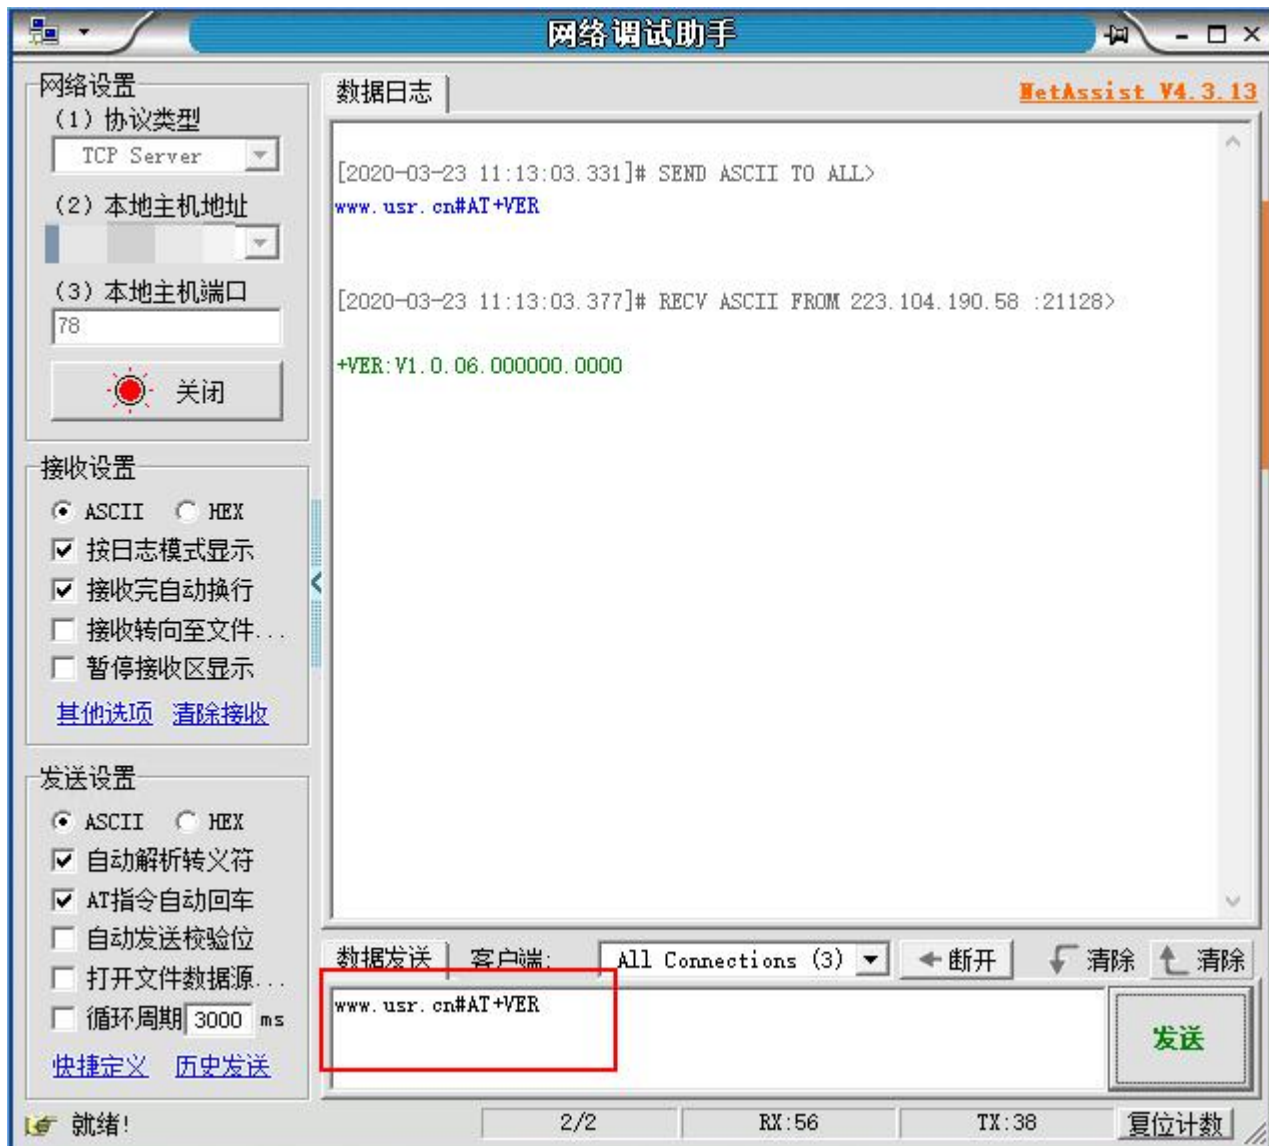 网络调试助手
网络设置
(1) 协议类型
TCP Server
(2) 本地主机地址
(3) 本地主机端口
78
关闭
接收设置
ASCII HEX
按日志模式显示
接收完自动换行
接收转向至文件...
暂停接收区显示
其他选项 清除接收
发送设置
ASCII HEX
自动解析转义符
AT指令自动回车
自动发送校验位
打开文件数据源...
循环周期 3000 ms
快捷定义 历史发送
数据日志
NetAssist V4.3.13
[2020-03-23 11:13:03.331]# SEND ASCII TO ALL>
www.usr.cn#AT+VER
[2020-03-23 11:13:03.377]# RECV ASCII FROM 223.104.190.58 :21128>
+VER:V1.0.06.000000.0000
数据发送 客户端: All Connections (3) 断开 清除 清除
www.usr.cn#AT+VER
发送
就绪! 2/2 RX:56 TX:38 复位计数